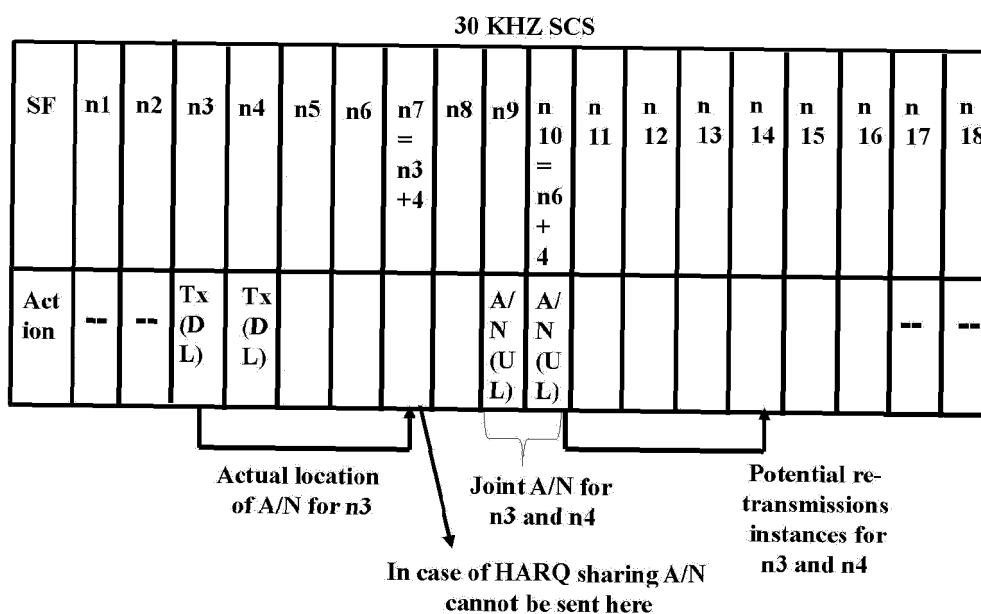 30 KHZ SCS
SF
n1
n2
n3
n4
n5
n6
n7
=
n3
+4
n8
n9
n
10
=
n6
+
4
n
11
n
12
n
13
n
14
n
15
n
16
n
17
n
18
Act
ion
--
--
Tx
(D
L)
Tx
(D
L)
A/
N
(U
L)
A/
N
(U
L)
--
--
Actual location
of A/N for n3
Joint A/N for
n3 and n4
Potential re-
transmissions
instances for
n3 and n4
In case of HARQ sharing A/N
cannot be sent here